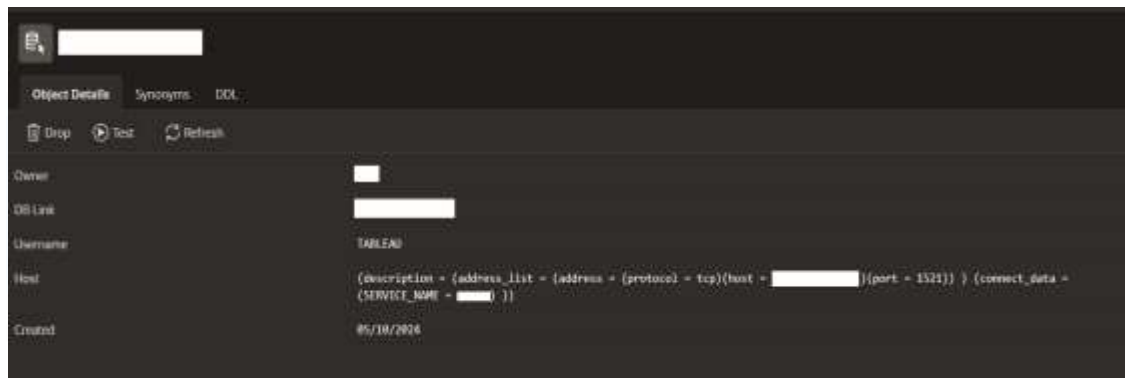 Object Details Synonyms DDL
Drop Test Refresh
Owner
DB Link
Username TABLEAU
Host (description = (address_list = (address = (protocol = tcp)(host = )(port = 1521)) ) (connect_data =
(SERVICE_NAME = ) ))
Created 05/10/2024